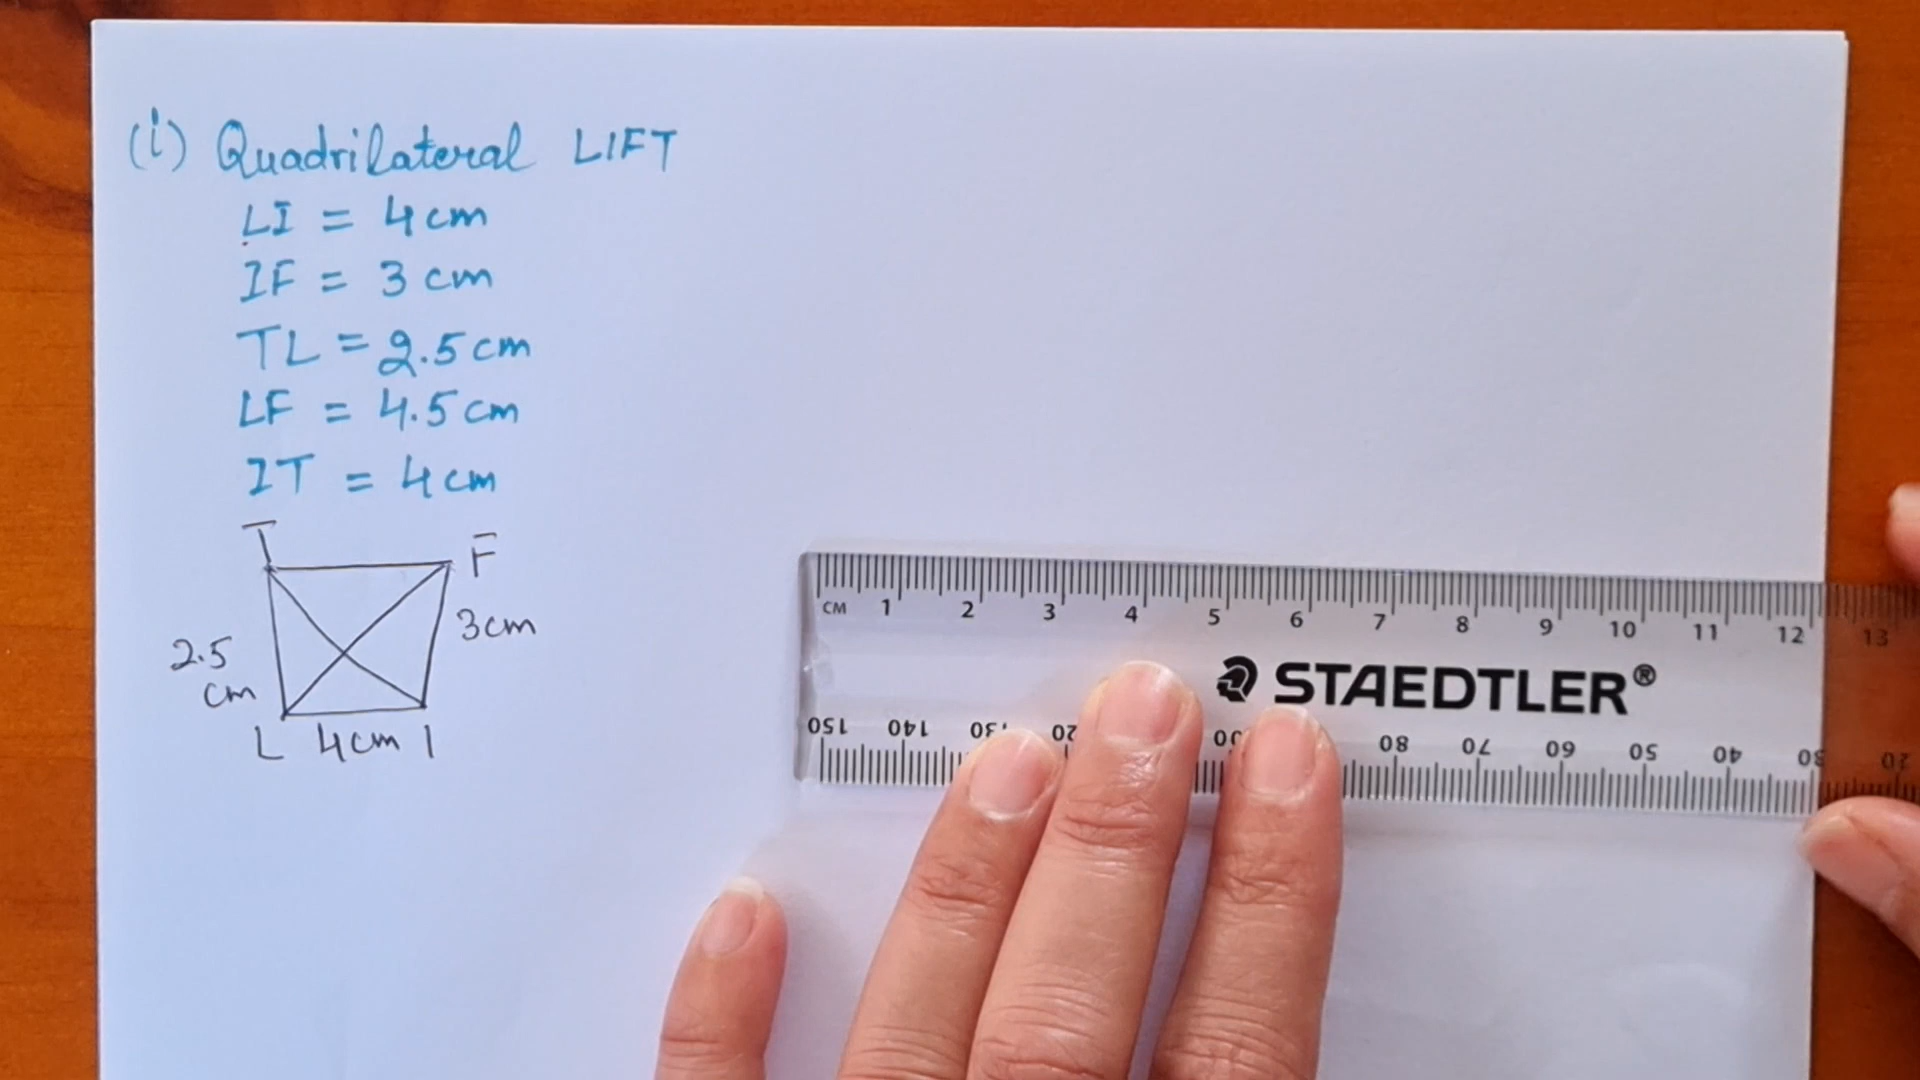 (i) Quadrilateral LIFT
LI = 4 cm
IF = 3 cm
TL = 2.5 cm
LF = 4.5 cm
IT = 4 cm
T
F
2.5 cm
3cm
L 4cm I
CM 1 2 3 4 5 6 7 8 9 10 11 12 13
STAEDTLER®
150 140 80 70 60 50 40 30 20